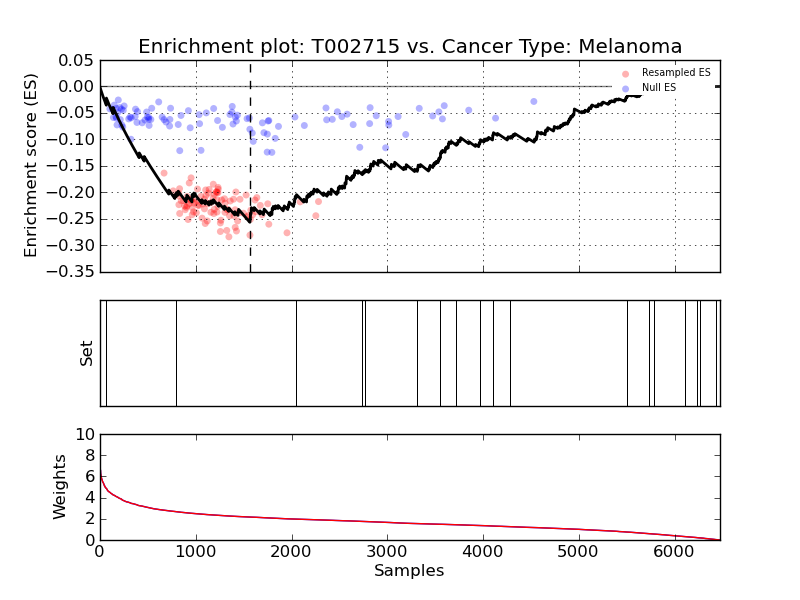 Enrichment plot: T002715 vs. Cancer Type: Melanoma
Enrichment score (ES)
0.05
0.00
−0.05
−0.10
−0.15
−0.20
−0.25
−0.30
−0.35
Resampled ES
Null ES
Set
Weights
10
8
6
4
2
0
0 1000 2000 3000 4000 5000 6000
Samples